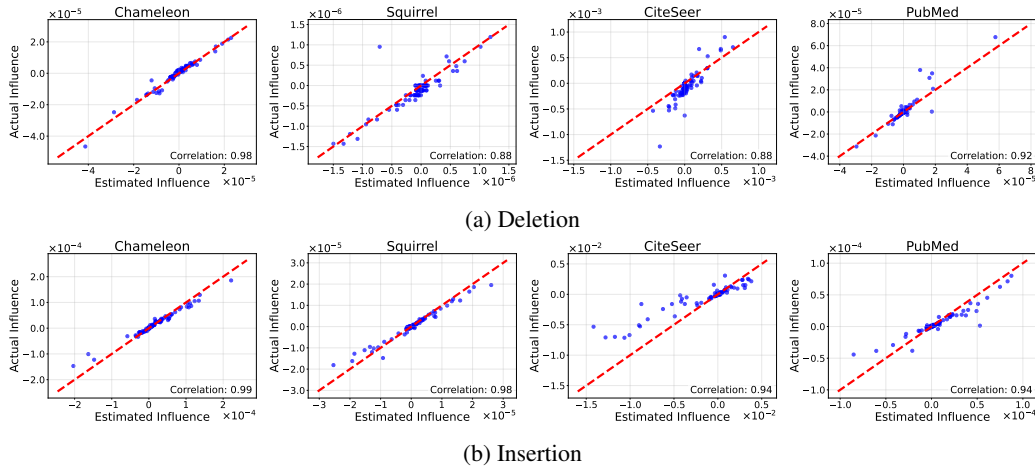 Chameleon Squirrel CiteSeer PubMed
×10⁻⁵ ×10⁻⁶ ×10⁻³ ×10⁻⁵
Actual Influence
2.0
0.0
−2.0
−4.0
Correlation: 0.98
−4 −2 0 2
Estimated Influence ×10⁻⁵
Actual Influence
1.5
1.0
0.5
0.0
−0.5
−1.0
−1.5
Correlation: 0.88
−1.5 −1.0 −0.5 0.0 0.5 1.0 1.5
Estimated Influence ×10⁻⁶
Actual Influence
1.0
0.5
0.0
−0.5
−1.0
−1.5
Correlation: 0.88
−1.5 −1.0 −0.5 0.0 0.5 1.0
Estimated Influence ×10⁻³
Actual Influence
8.0
6.0
4.0
2.0
0.0
−2.0
−4.0
Correlation: 0.92
−4 −2 0 2 4 6 8
Estimated Influence ×10⁻⁵
(a) Deletion
Chameleon Squirrel CiteSeer PubMed
×10⁻⁴ ×10⁻⁵ ×10⁻² ×10⁻⁴
Actual Influence
2.0
1.0
0.0
−1.0
−2.0
Correlation: 0.99
−2 −1 0 1 2
Estimated Influence ×10⁻⁴
Actual Influence
3.0
2.0
1.0
0.0
−1.0
−2.0
−3.0
Correlation: 0.98
−3 −2 −1 0 1 2 3
Estimated Influence ×10⁻⁵
Actual Influence
0.5
0.0
−0.5
−1.0
−1.5
Correlation: 0.94
−1.5 −1.0 −0.5 0.0 0.5
Estimated Influence ×10⁻²
Actual Influence
1.0
0.5
0.0
−0.5
−1.0
Correlation: 0.94
−1.0 −0.5 0.0 0.5 1.0
Estimated Influence ×10⁻⁴
(b) Insertion